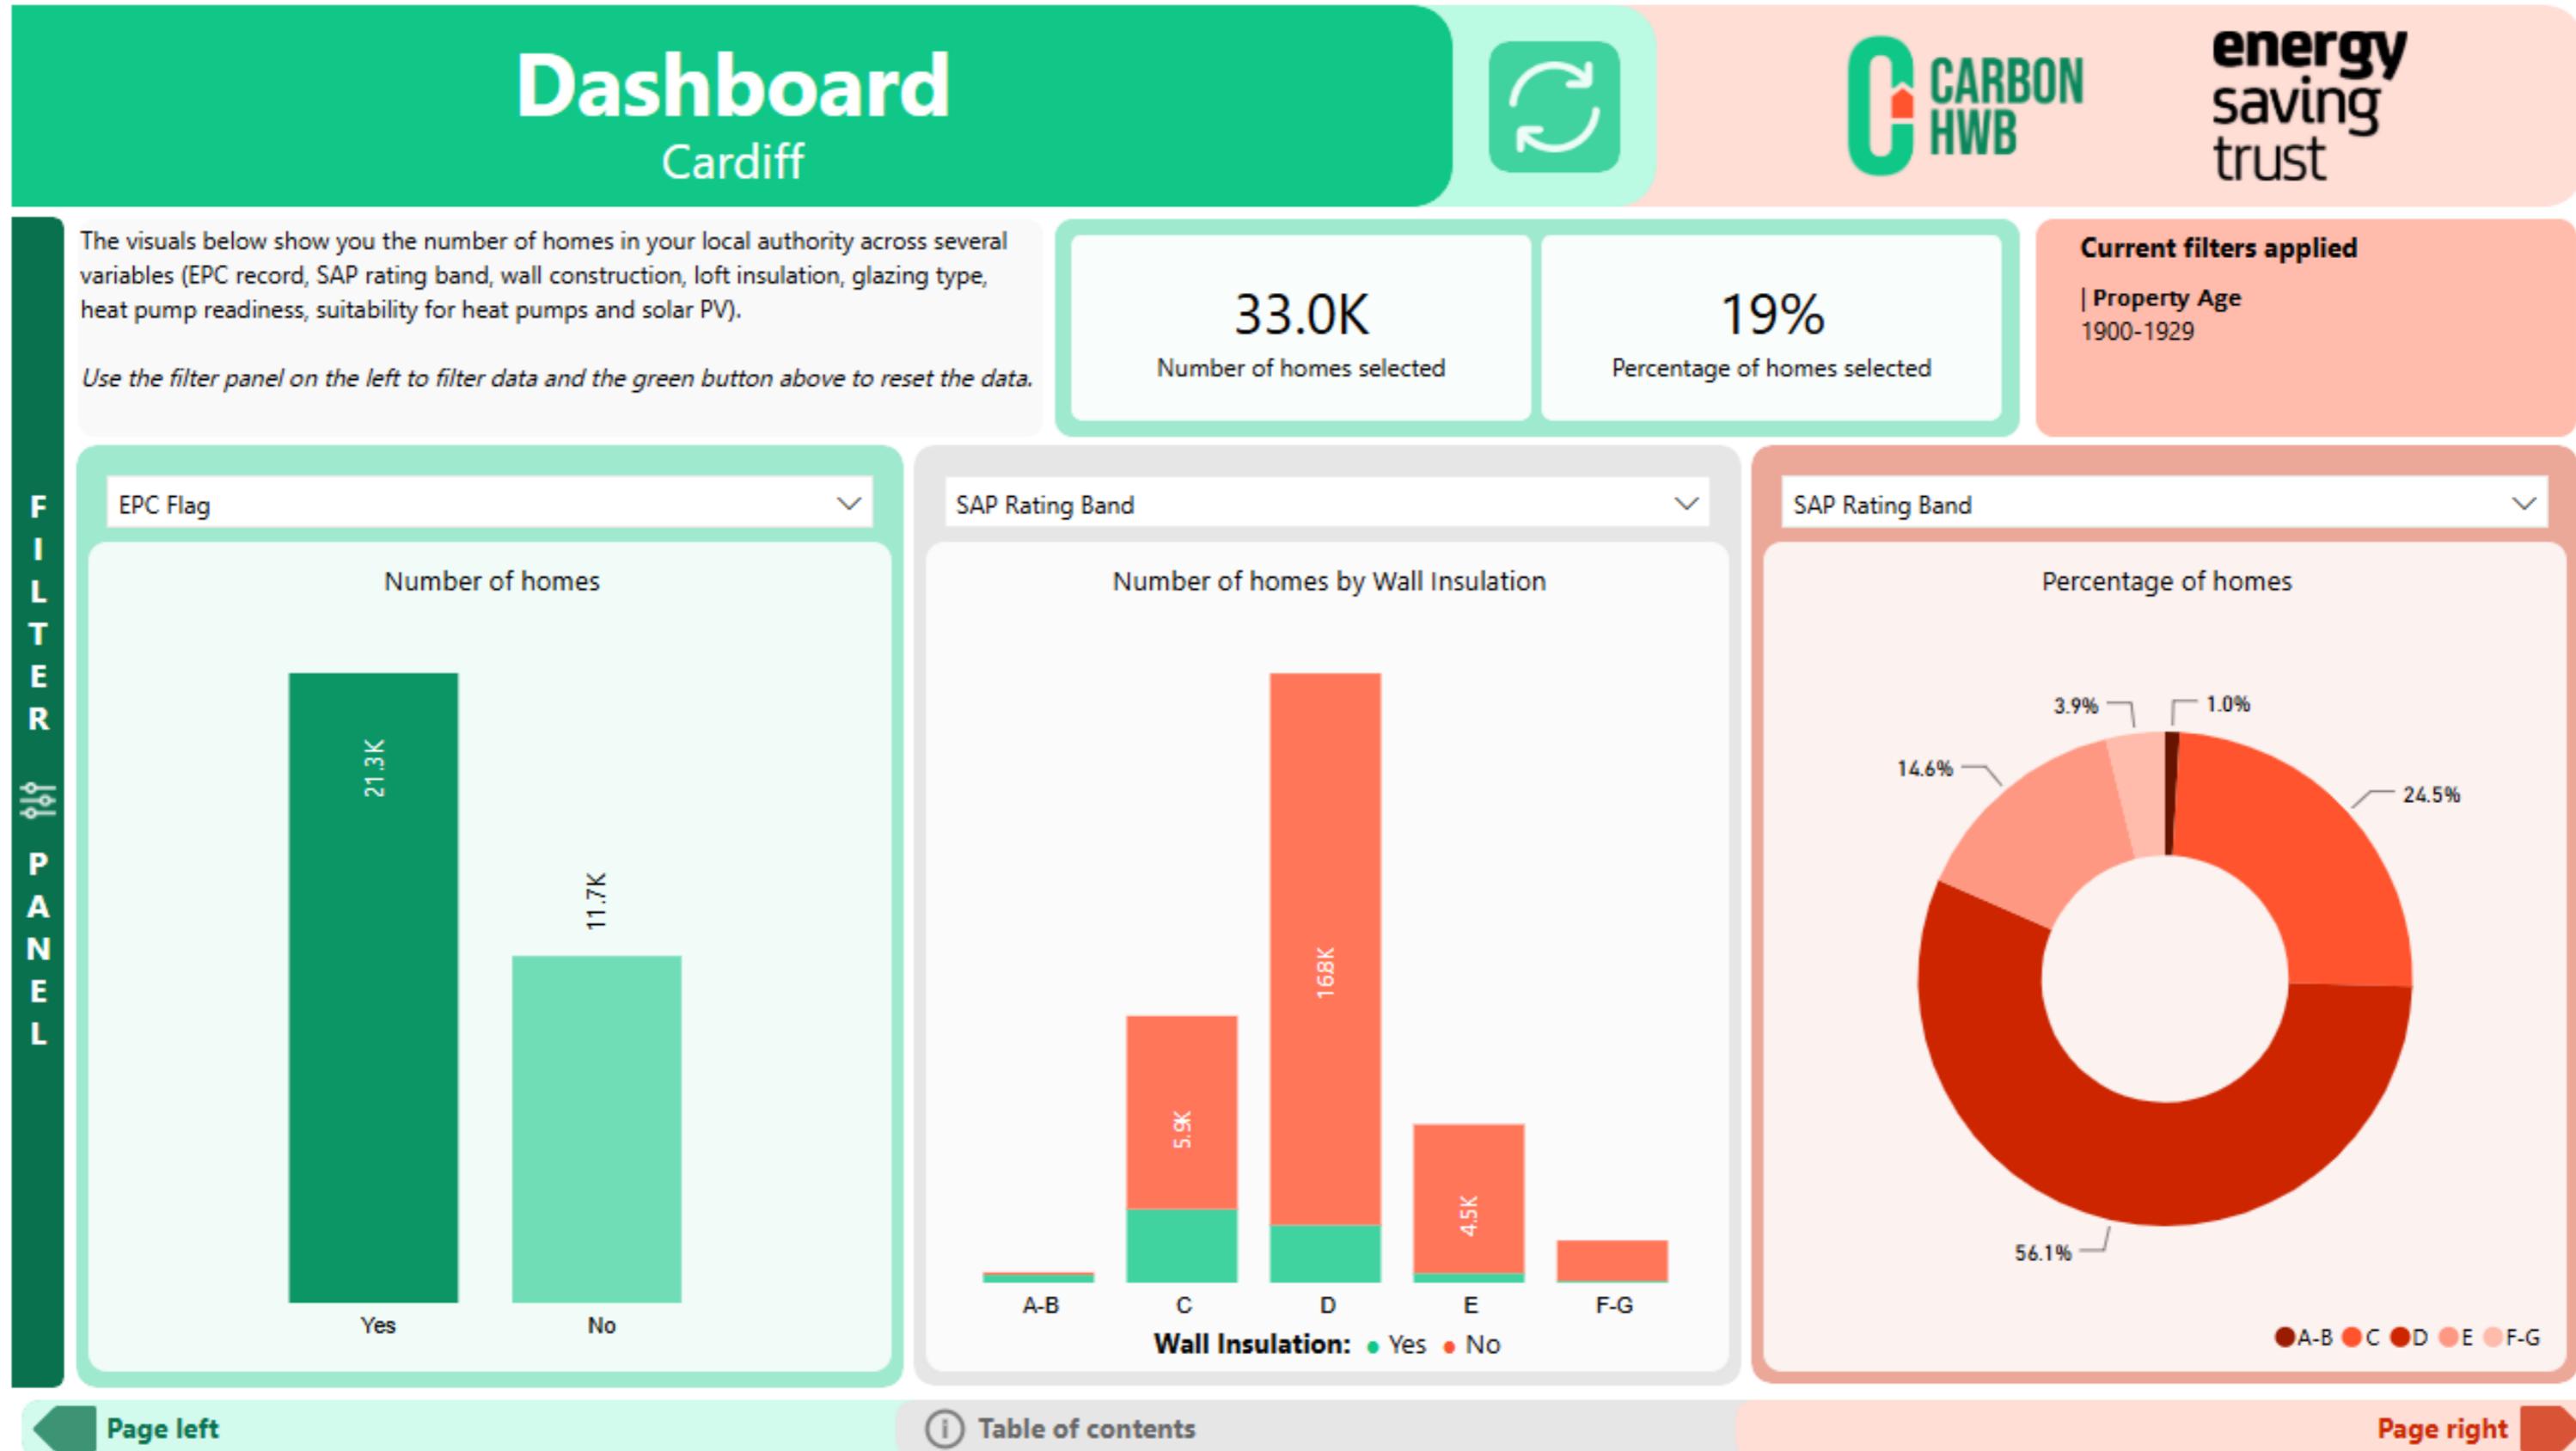 Dashboard
Cardiff
CARBON
HWB
energy
saving
trust
The visuals below show you the number of homes in your local authority across several
variables (EPC record, SAP rating band, wall construction, loft insulation, glazing type,
heat pump readiness, suitability for heat pumps and solar PV).
Use the filter panel on the left to filter data and the green button above to reset the data.
33.0K
Number of homes selected
19%
Percentage of homes selected
Current filters applied
| Property Age
1900-1929
FILTER PANEL
EPC Flag
Number of homes
21.3K
11.7K
Yes
No
SAP Rating Band
Number of homes by Wall Insulation
5.9K
16.8K
4.5K
A-B
C
D
E
F-G
Wall Insulation: Yes No
SAP Rating Band
Percentage of homes
3.9%
1.0%
14.6%
24.5%
56.1%
A-B C D E F-G
Page left
Table of contents
Page right